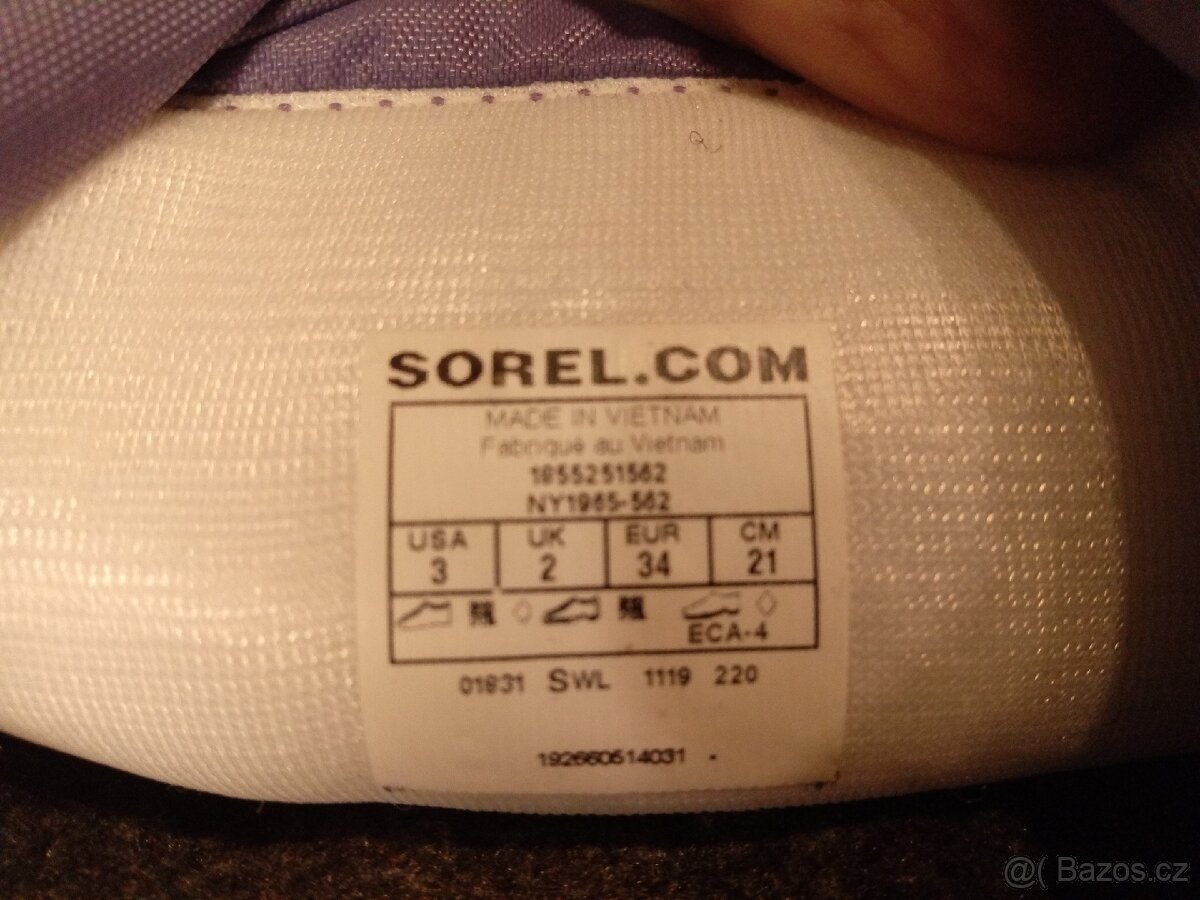 SOREL.COM
MADE IN VIETNAM
Fabriqué au Vietnam
1855251562
NY1965-562
USA UK EUR CM
3 2 34 21
ECA-4
01831 SWL 1119 220
192660514031
@( Bazos.cz